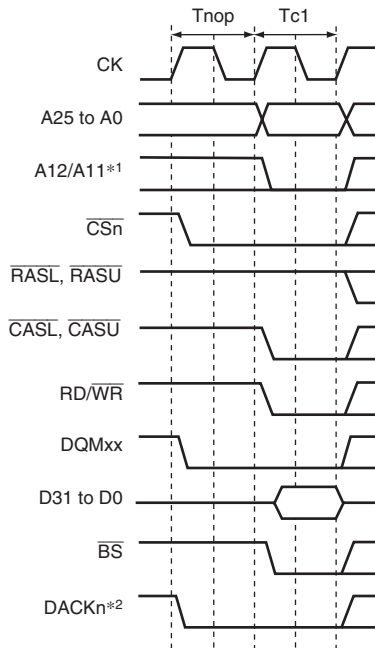 Tnop Tc1
CK
A25 to A0
A12/A11*1
CSn
RASL, RASU
CASL, CASU
RD/WR
DQMxx
D31 to D0
BS
DACKn*2